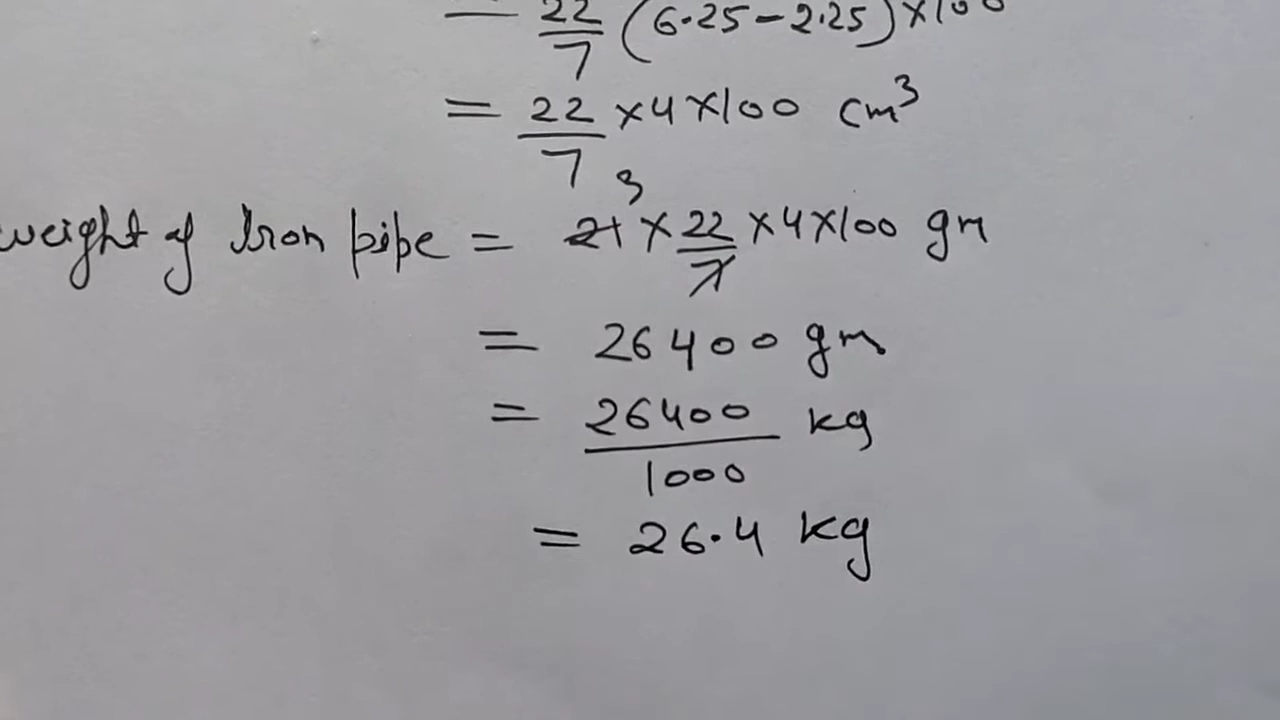 = 22/7 (6.25-2.25)×100
= 22/7 ×4×100 cm³
weight of Iron pipe = 21 3 × 22/7 ×4×100 gm
= 26400 gm
= 26400/1000 kg
= 26.4 kg